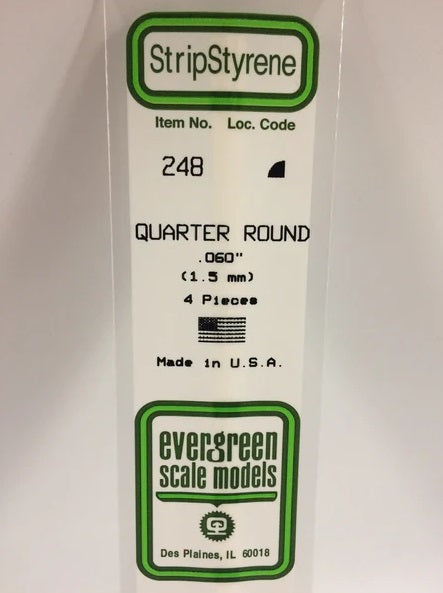 StripStyrene
Item No. Loc. Code
248
QUARTER ROUND
.060"
(1.5 mm)
4 Pieces
Made in U.S.A.
evergreen
scale models
Des Plaines, IL 60018